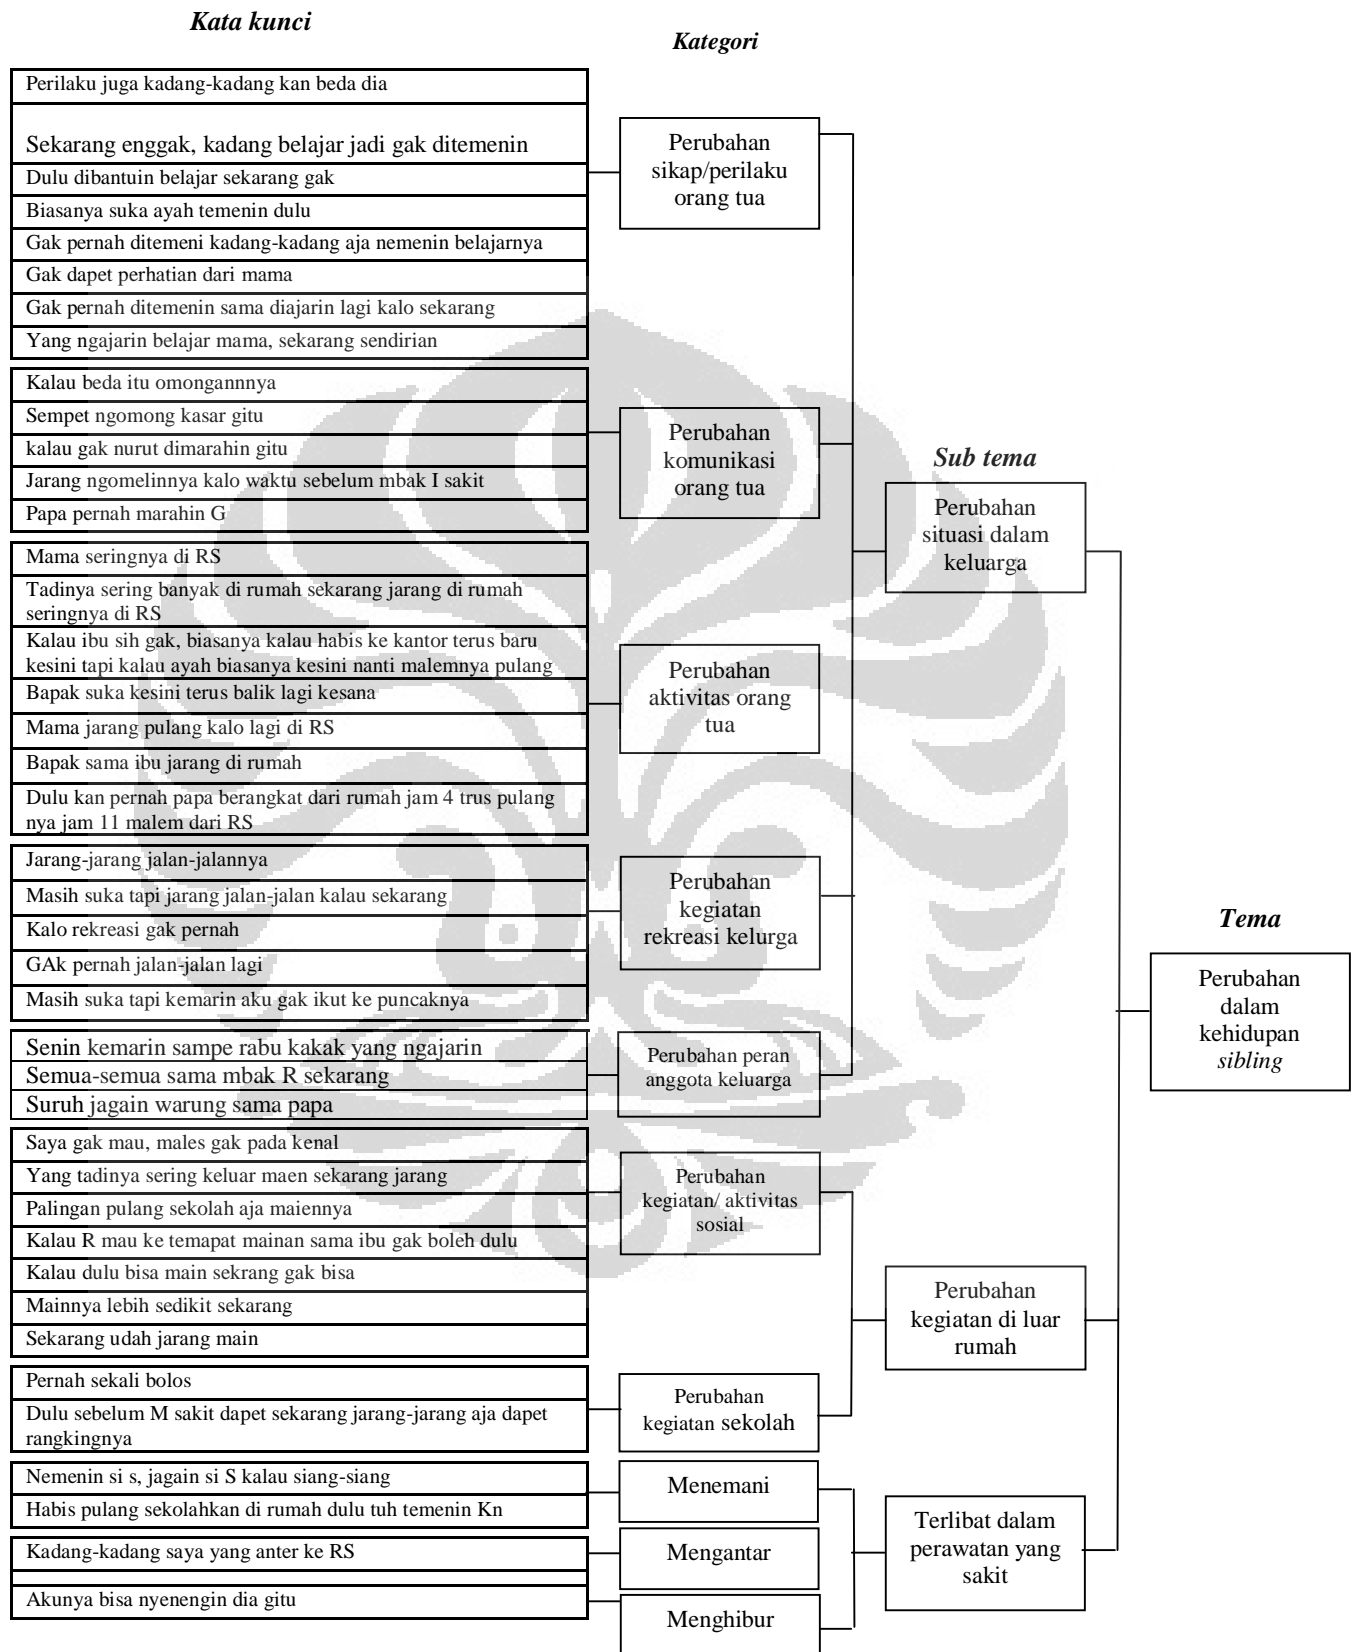 Kata kunci
Kategori
Perilaku juga kadang-kadang kan beda dia
Sekarang enggak, kadang belajar jadi gak ditemenin
Dulu dibantuin belajar sekarang gak
Biasanya suka ayah temenin dulu
Gak pernah ditemeni kadang-kadang aja nemenin belajarnya
Gak dapet perhatian dari mama
Gak pernah ditemenin sama diajarin lagi kalo sekarang
Yang ngajarin belajar mama, sekarang sendirian
Perubahan
sikap/perilaku
orang tua
Kalau beda itu omongannnya
Sempet ngomong kasar gitu
kalau gak nurut dimarahin gitu
Jarang ngomelinnya kalo waktu sebelum mbak I sakit
Papa pernah marahin G
Perubahan
komunikasi
orang tua
Sub tema
Perubahan
situasi dalam
keluarga
Mama seringnya di RS
Tadinya sering banyak di rumah sekarang jarang di rumah
seringnya di RS
Kalau ibu sih gak, biasanya kalau habis ke kantor terus baru
kesini tapi kalau ayah biasanya kesini nanti malemnya pulang
Bapak suka kesini terus balik lagi kesana
Mama jarang pulang kalo lagi di RS
Bapak sama ibu jarang di rumah
Dulu kan pernah papa berangkat dari rumah jam 4 trus pulang
nya jam 11 malem dari RS
Perubahan
aktivitas orang
tua
Jarang-jarang jalan-jalannya
Masih suka tapi jarang jalan-jalan kalau sekarang
Kalo rekreasi gak pernah
GAk pernah jalan-jalan lagi
Masih suka tapi kemarin aku gak ikut ke puncaknya
Perubahan
kegiatan
rekreasi kelurga
Tema
Perubahan
dalam
kehidupan
sibling
Senin kemarin sampe rabu kakak yang ngajarin
Semua-semua sama mbak R sekarang
Suruh jagain warung sama papa
Perubahan peran
anggota keluarga
Saya gak mau, males gak pada kenal
Yang tadinya sering keluar maen sekarang jarang
Palingan pulang sekolah aja maiennya
Kalau R mau ke temapat mainan sama ibu gak boleh dulu
Kalau dulu bisa main sekrang gak bisa
Mainnya lebih sedikit sekarang
Sekarang udah jarang main
Perubahan
kegiatan/ aktivitas
sosial
Perubahan
kegiatan di luar
rumah
Pernah sekali bolos
Dulu sebelum M sakit dapet sekarang jarang-jarang aja dapet
rangkingnya
Perubahan
kegiatan sekolah
Nemenin si s, jagain si S kalau siang-siang
Habis pulang sekolahkan di rumah dulu tuh temenin Kn
Menemani
Terlibat dalam
perawatan yang
sakit
Kadang-kadang saya yang anter ke RS
Mengantar
Akunya bisa nyenengin dia gitu
Menghibur